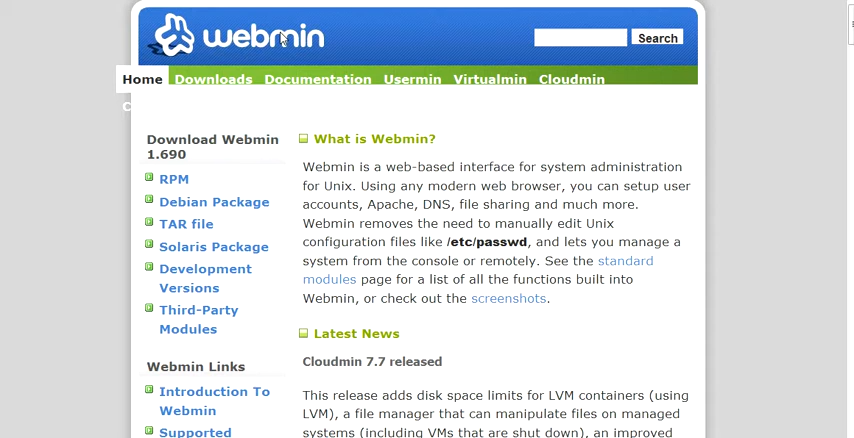 webmin
Search
Home Downloads Documentation Usermin Virtualmin Cloudmin
C
Download Webmin
1.690
RPM
Debian Package
TAR file
Solaris Package
Development
Versions
Third-Party
Modules
Webmin Links
Introduction To
Webmin
Supported
What is Webmin?
Webmin is a web-based interface for system administration
for Unix. Using any modern web browser, you can setup user
accounts, Apache, DNS, file sharing and much more.
Webmin removes the need to manually edit Unix
configuration files like /etc/passwd, and lets you manage a
system from the console or remotely. See the standard
modules page for a list of all the functions built into
Webmin, or check out the screenshots.
Latest News
Cloudmin 7.7 released
This release adds disk space limits for LVM containers (using
LVM), a file manager that can manipulate files on managed
systems (including VMs that are shut down), an improved